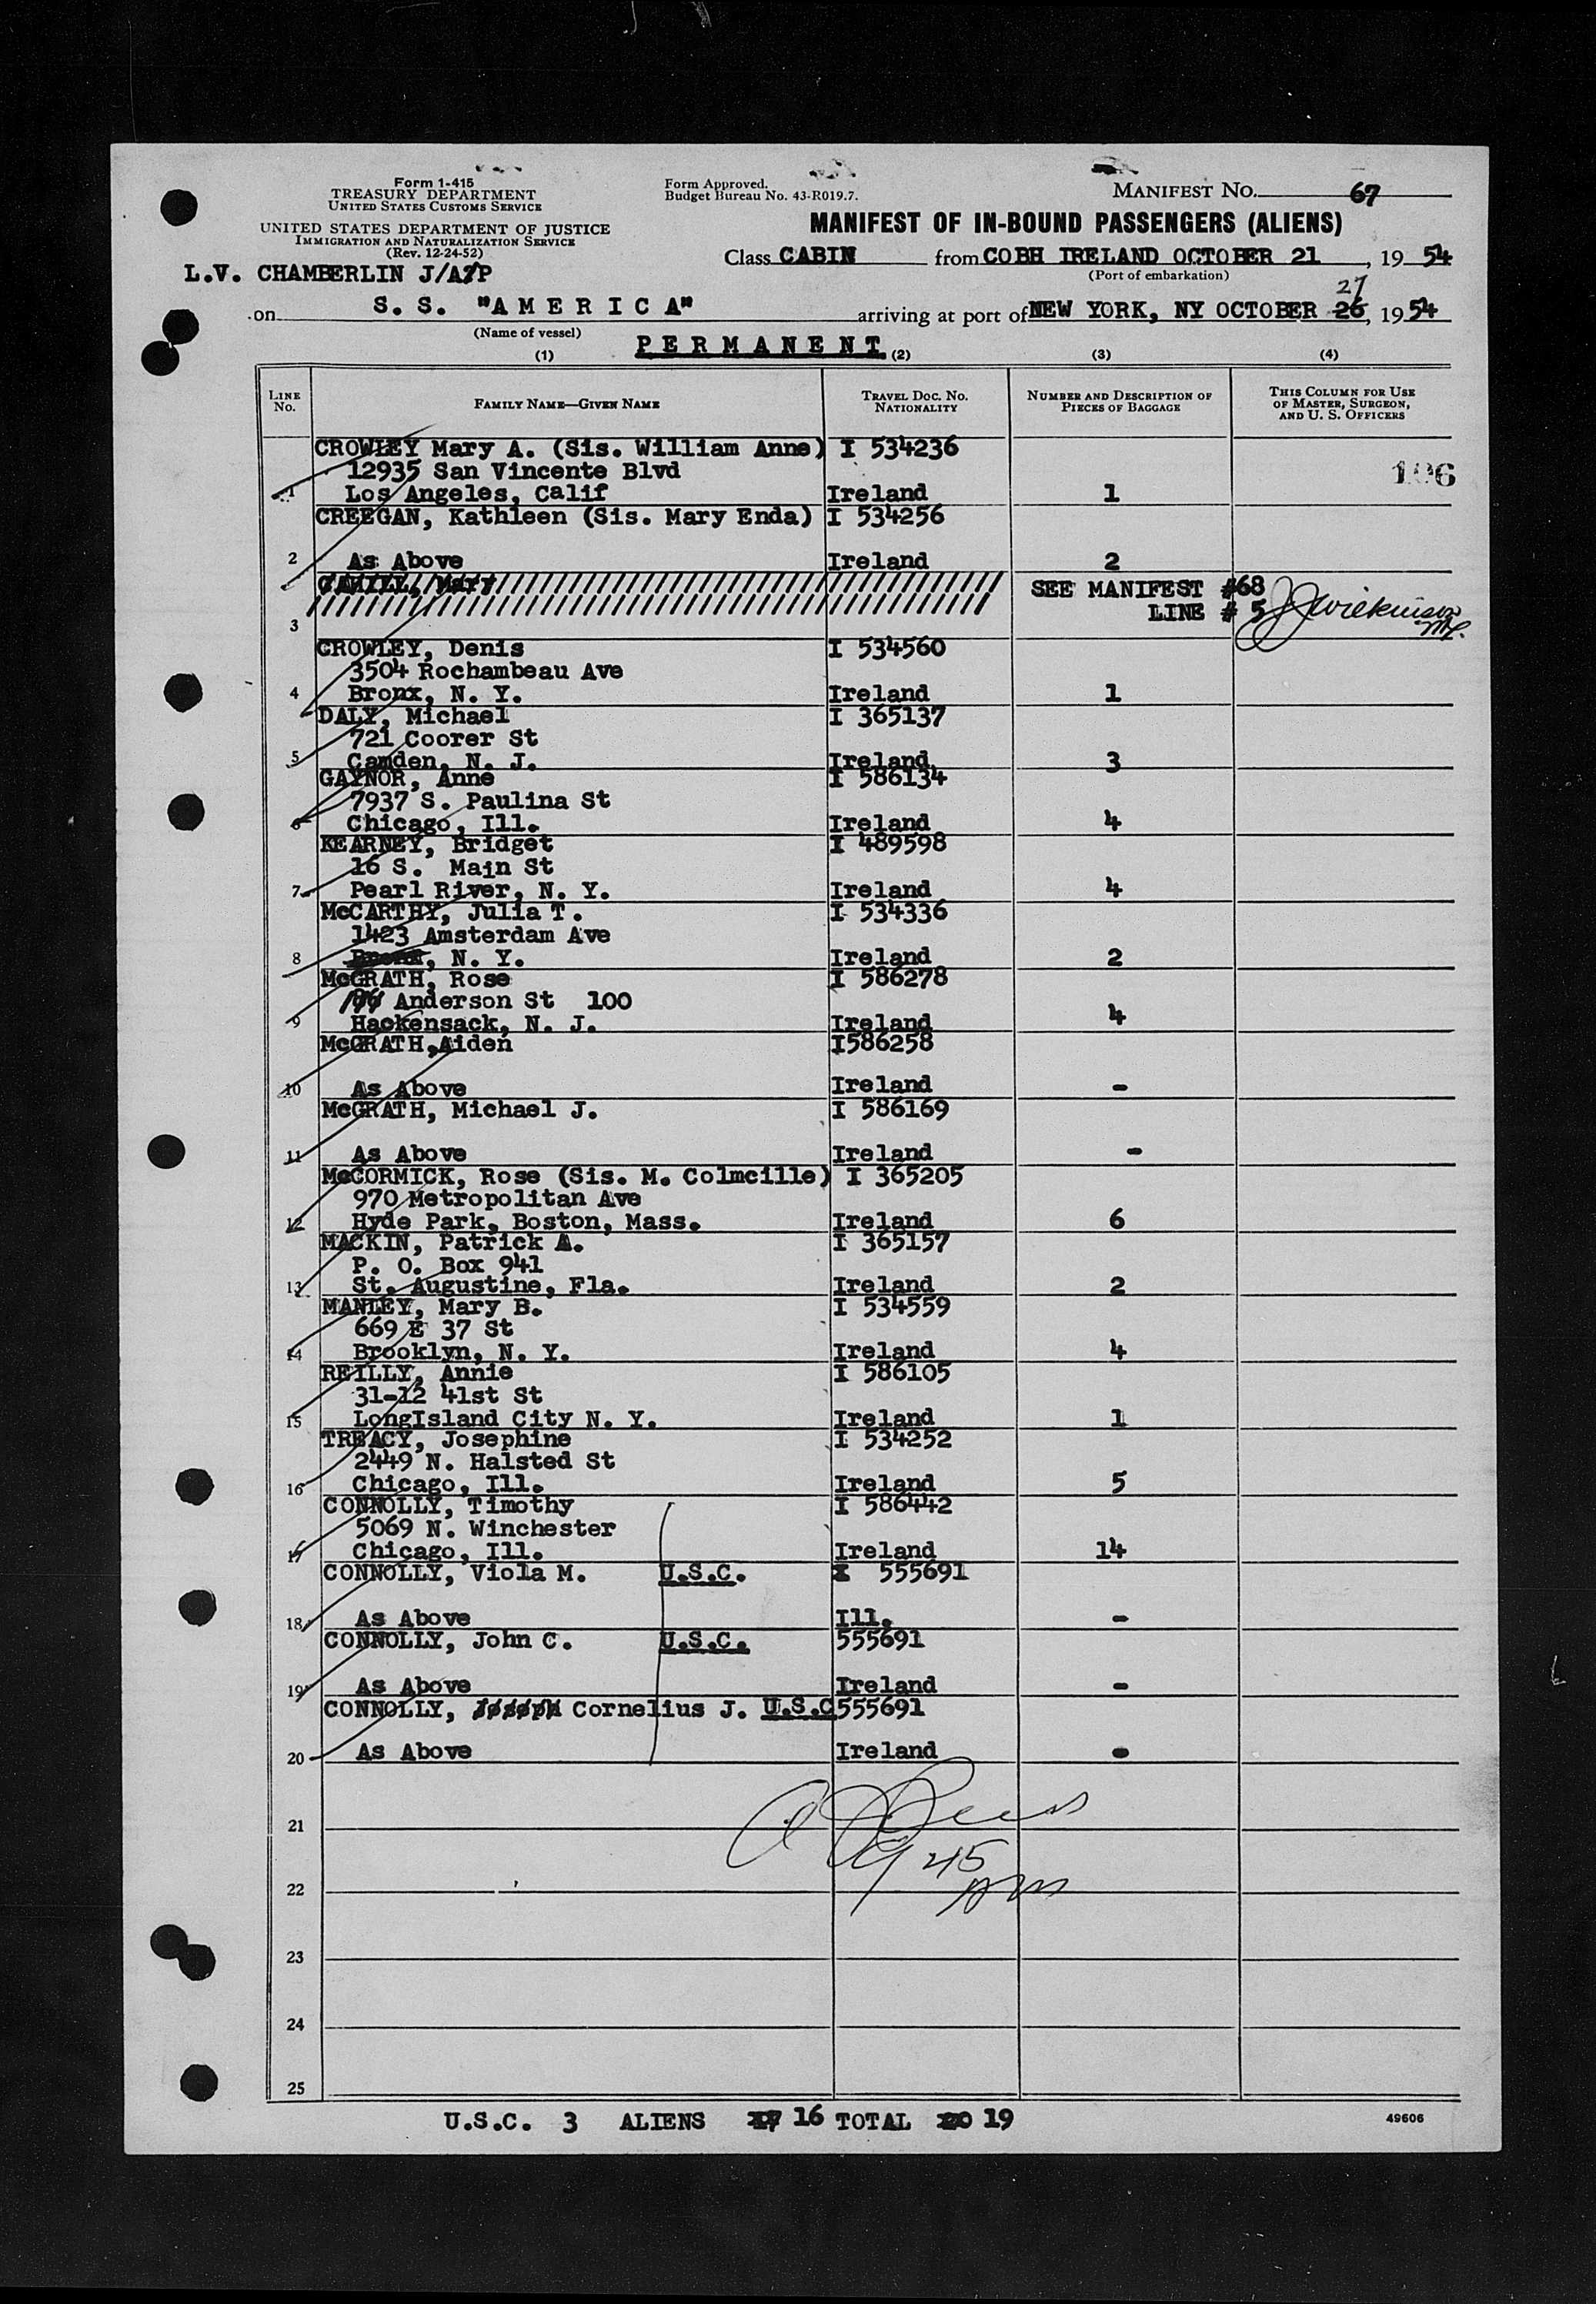 Form 1-415
TREASURY DEPARTMENT
UNITED STATES CUSTOMS SERVICE
UNITED STATES DEPARTMENT OF JUSTICE
IMMIGRATION AND NATURALIZATION SERVICE
(Rev. 12-24-52)
Form Approved.
Budget Bureau No. 43-R019.7.
MANIFEST NO. 67
MANIFEST OF IN-BOUND PASSENGERS (ALIENS)
Class CABIN from COBH IRELAND OCTOBER 21, 19 54
(Port of embarkation)
L.V. CHAMBERLIN
27
on S. S. "A M E R I C A" arriving at port of NEW YORK, NY OCTOBER 26, 19 54
(Name of vessel)
P E R M A N E N T
(1) (2) (3) (4)
LINE No. FAMILY NAME—GIVEN NAME TRAVEL DOC. NO. NATIONALITY NUMBER AND DESCRIPTION OF PIECES OF BAGGAGE THIS COLUMN FOR USE OF MASTER, SURGEON, AND U. S. OFFICERS
CROWLEY Mary A. (Sis. William Anne) I 534236
12935 San Vincente Blvd
1 Los Angeles, Calif Ireland 1
CREEGAN, Kathleen (Sis. Mary Enda) I 534256
2 As Above Ireland 2
CAHILL, Mary SEE MANIFEST #68
LINE # 5
3
CROWLEY, Denis I 534560
3504 Rochambeau Ave
4 Bronx, N. Y. Ireland 1
DALY, Michael I 365137
721 Coorer St
5 Camden, N. J. Ireland 3
GAYNOR, Anne I 586134
7937 S. Paulina St
6 Chicago, Ill. Ireland 4
KEARNEY, Bridget I 489598
16 S. Main St
7 Pearl River, N. Y. Ireland 4
McCARTHY, Julia T. I 534336
1423 Amsterdam Ave
8 Bronx, N. Y. Ireland 2
McGRATH, Rose I 586278
Anderson St 100
9 Hackensack, N. J. Ireland 4
McGRATH,Aiden I586258
10 As Above Ireland -
McGRATH, Michael J. I 586169
11 As Above Ireland -
McCORMICK, Rose (Sis. M. Colmcille) I 365205
970 Metropolitan Ave
12 Hyde Park, Boston, Mass. Ireland 6
MACKIN, Patrick A. I 365157
P. O. Box 941
13 St. Augustine, Fla. Ireland 2
MANLEY, Mary B. I 534559
669 E 37 St
14 Brooklyn, N. Y. Ireland 4
REILLY, Annie I 586105
31-12 41st St
15 LongIsland City N. Y. Ireland 1
TREACY, Josephine I 534252
2449 N. Halsted St
16 Chicago, Ill. Ireland 5
CONNOLLY, Timothy I 586442
5069 N. Winchester
17 Chicago, Ill. Ireland 14
CONNOLLY, Viola M. U.S.C. I 555691
18 As Above Ill. -
CONNOLLY, John C. U.S.C. 555691
19 As Above Ireland -
CONNOLLY, Joseph Cornelius J. U.S.C 555691
20 As Above Ireland -
21
9 45
22
23
24
25
U.S.C. 3 ALIENS 17 16 TOTAL 20 19
49606